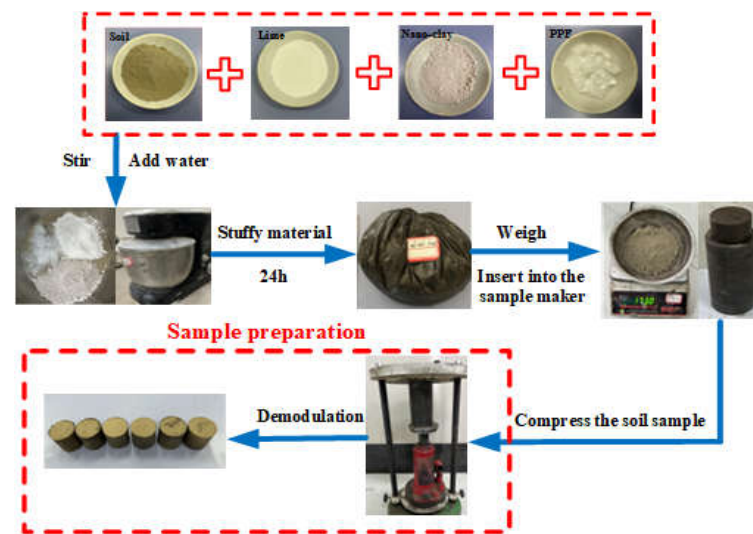 Soil
Lime
Nano-clay
PPF
Stir
Add water
Stuffy material
24h
Weigh
Insert into the
sample maker
Sample preparation
Demodulation
Compress the soil sample